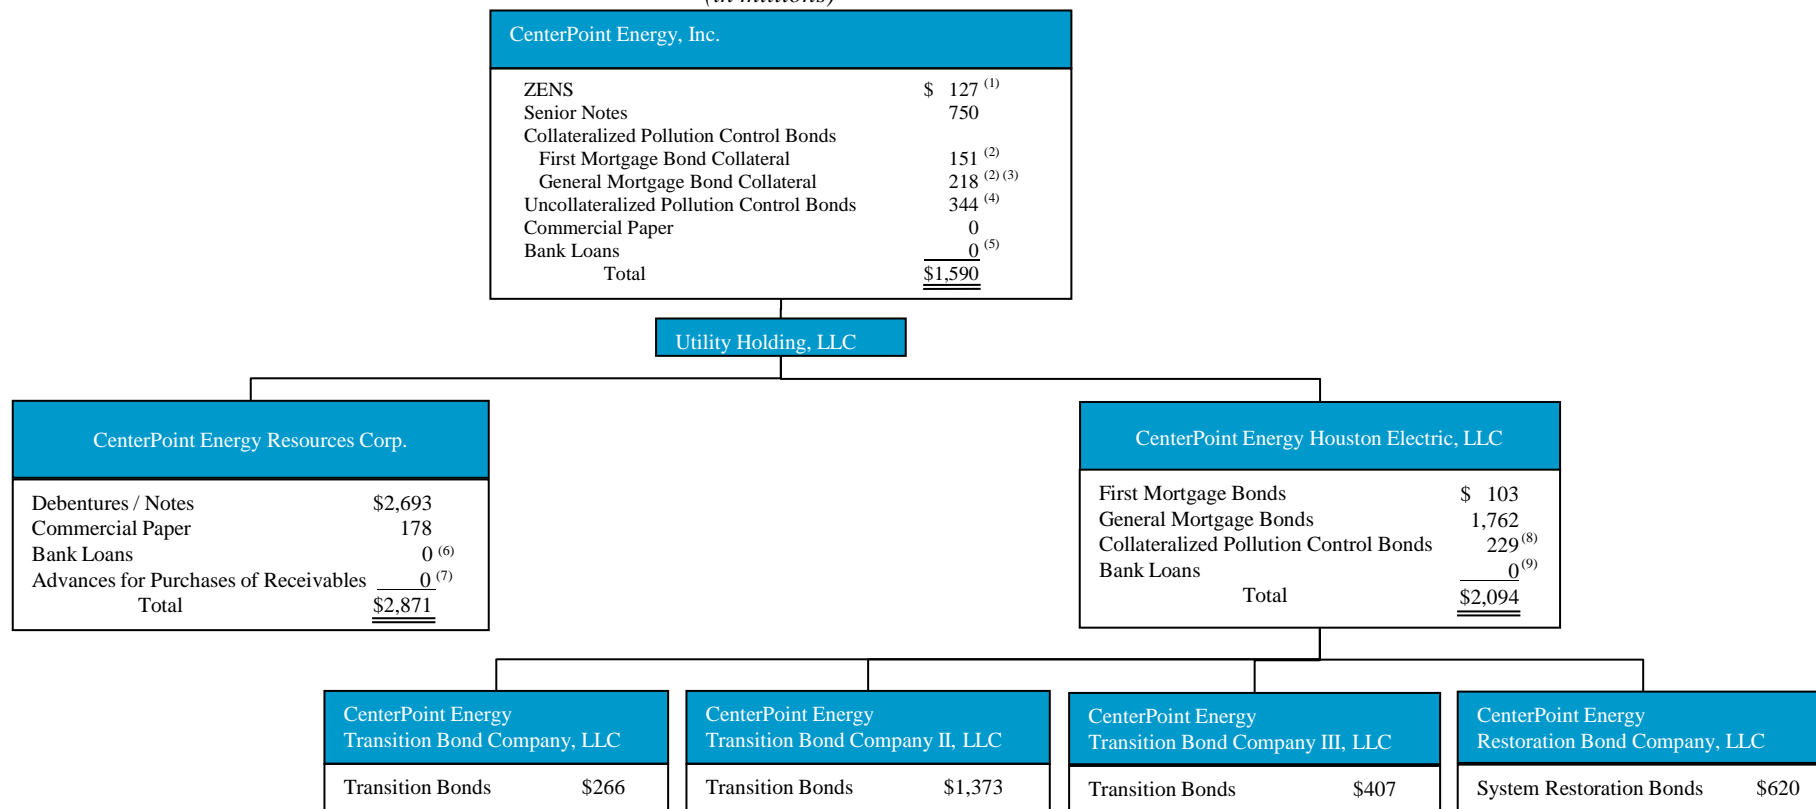 (in millions)
CenterPoint Energy, Inc.
ZENS $ 127 (1)
Senior Notes 750
Collateralized Pollution Control Bonds
First Mortgage Bond Collateral 151 (2)
General Mortgage Bond Collateral 218 (2) (3)
Uncollateralized Pollution Control Bonds 344 (4)
Commercial Paper 0
Bank Loans 0 (5)
Total $1,590
Utility Holding, LLC
CenterPoint Energy Resources Corp.
Debentures / Notes $2,693
Commercial Paper 178
Bank Loans 0 (6)
Advances for Purchases of Receivables 0 (7)
Total $2,871
CenterPoint Energy Houston Electric, LLC
First Mortgage Bonds $ 103
General Mortgage Bonds 1,762
Collateralized Pollution Control Bonds 229 (8)
Bank Loans 0 (9)
Total $2,094
CenterPoint Energy
Transition Bond Company, LLC
Transition Bonds $266
CenterPoint Energy
Transition Bond Company II, LLC
Transition Bonds $1,373
CenterPoint Energy
Transition Bond Company III, LLC
Transition Bonds $407
CenterPoint Energy
Restoration Bond Company, LLC
System Restoration Bonds $620